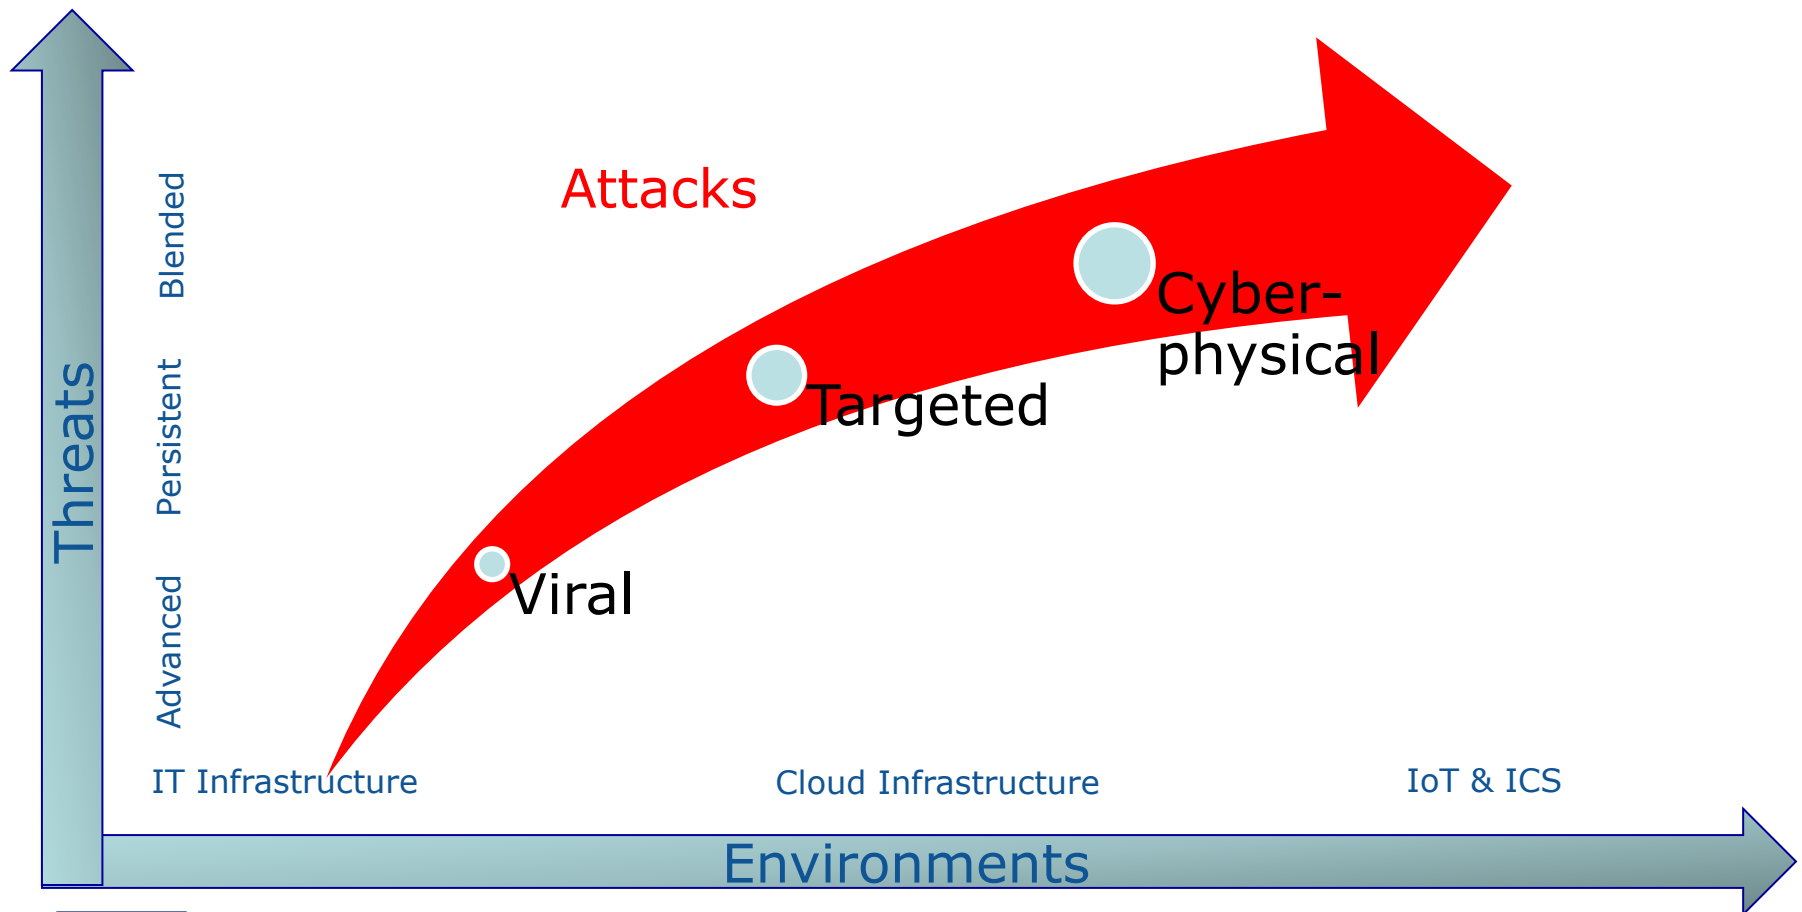 Attacks
Blended
Cyber-
physical
Threats
Persistent
Targeted
Viral
Advanced
IT Infrastructure
Cloud Infrastructure
IoT & ICS
Environments